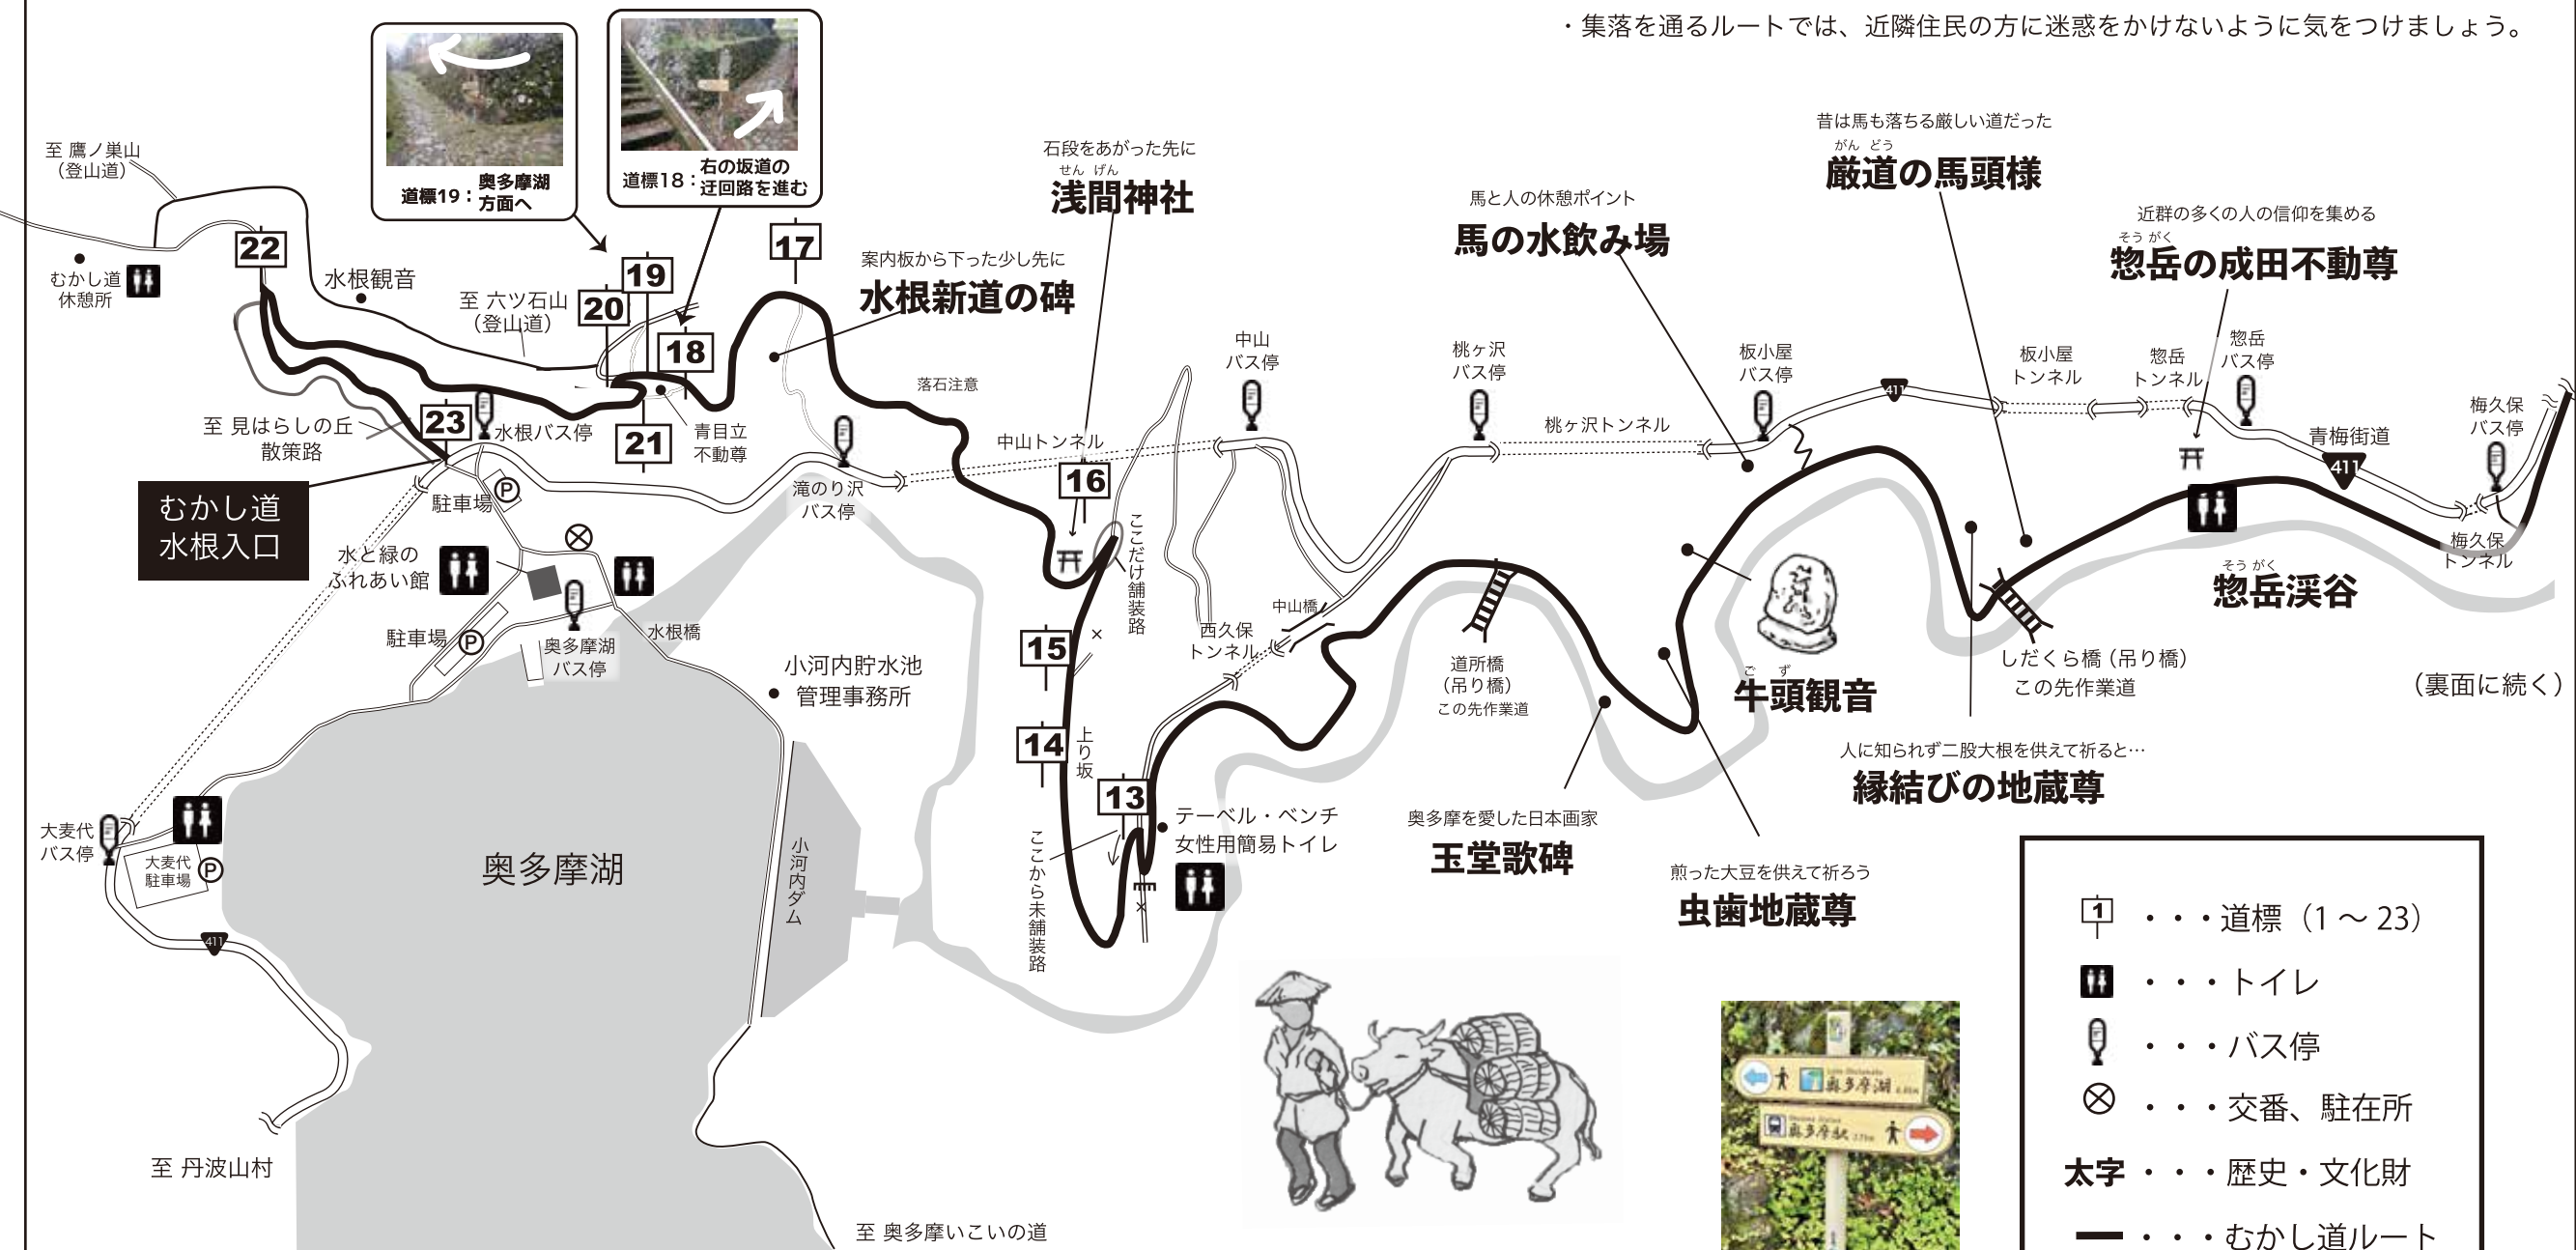 ・集落を通るルートでは、近隣住民の方に迷惑をかけないように気をつけましょう。
道標19：奥多摩湖
方面へ
道標18：右の坂道の
迂回路を進む
至 鷹ノ巣山
（登山道）
むかし道
休憩所
22
水根観音
至 六ツ石山
（登山道）
20
19
18
17
案内板から下った少し先に
水根新道の碑
落石注意
石段をあがった先に
せん げん
浅間神社
馬と人の休憩ポイント
馬の水飲み場
昔は馬も落ちる厳しい道だった
がん どう
厳道の馬頭様
近群の多くの人の信仰を集める
そう がく
惣岳の成田不動尊
至 見はらしの丘
散策路
23
水根バス停
21
青目立
不動尊
滝のり沢
バス停
中山トンネル
16
中山
バス停
桃ヶ沢
バス停
桃ヶ沢トンネル
板小屋
バス停
411
板小屋
トンネル
惣岳
トンネル
惣岳
バス停
青梅街道
411
梅久保
バス停
梅久保
トンネル
そう がく
惣岳渓谷
むかし道
水根入口
駐車場
P
水と緑の
ふれあい館
駐車場
P
奥多摩湖
バス停
水根橋
小河内貯水池
管理事務所
ここだけ舗装路
15
14
上り坂
13
ここから未舗装路
テーベル・ベンチ
女性用簡易トイレ
西久保
トンネル
中山橋
道所橋
（吊り橋）
この先作業道
ご ず
牛頭観音
しだくら橋（吊り橋）
この先作業道
（裏面に続く）
人に知られず二股大根を供えて祈ると…
縁結びの地蔵尊
奥多摩を愛した日本画家
玉堂歌碑
煎った大豆を供えて祈ろう
虫歯地蔵尊
大麦代
バス停
大麦代
駐車場
P
411
奥多摩湖
小河内ダム
至 丹波山村
至 奥多摩いこいの道
奥多摩湖
奥多摩駅
1 ・・・道標（1 〜 23）
・・・トイレ
・・・バス停
・・・交番、駐在所
太字 ・・・歴史・文化財
・・・むかし道ルート